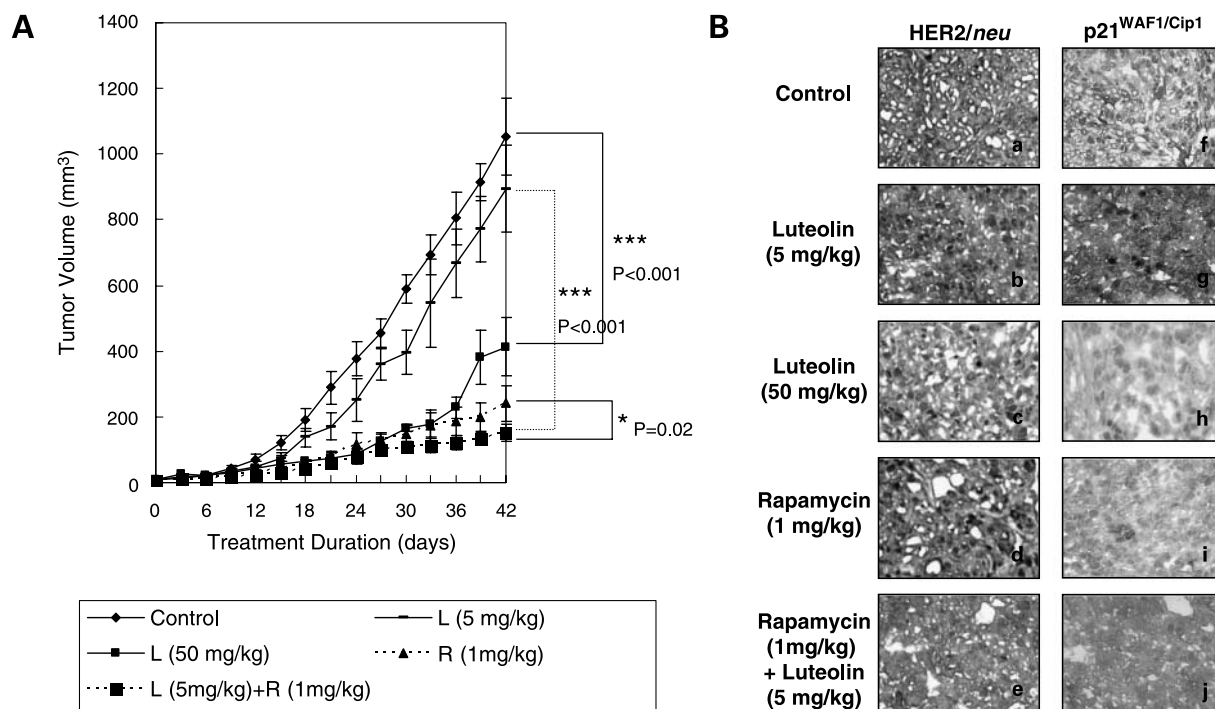 A
Tumor Volume (mm³)
1400
1200
1000
800
600
400
200
0
0
6
12
18
24
30
36
42
Treatment Duration (days)
***
P<0.001
***
P<0.001
*
P=0.02
Control
L (5 mg/kg)
L (50 mg/kg)
R (1mg/kg)
L (5mg/kg)+R (1mg/kg)
B
HER2/neu
p21WAF1/Cip1
Control
a
f
Luteolin
(5 mg/kg)
b
g
Luteolin
(50 mg/kg)
c
h
Rapamycin
(1 mg/kg)
d
i
Rapamycin
(1mg/kg)
+ Luteolin
(5 mg/kg)
e
j